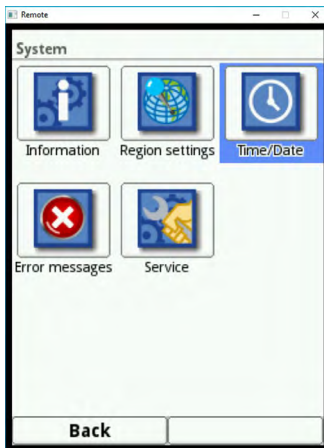 Remote
System
Information
Region settings
Time/Date
Error messages
Service
Back